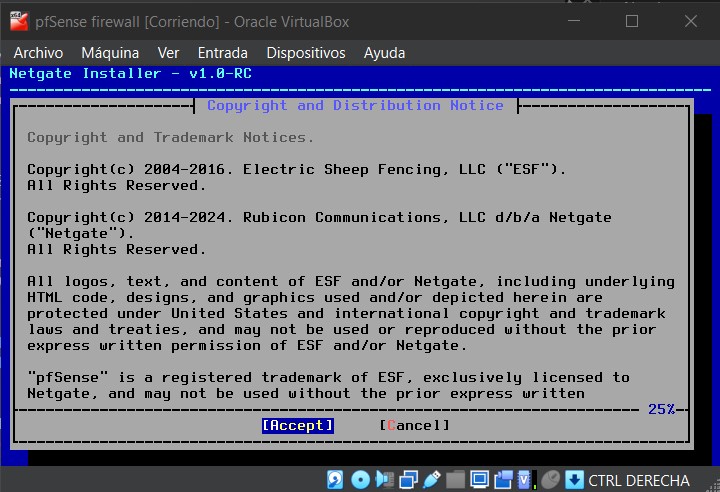 pfSense firewall [Corriendo] - Oracle VirtualBox
Archivo Máquina Ver Entrada Dispositivos Ayuda
Netgate Installer - v1.0-RC
Copyright and Distribution Notice
Copyright and Trademark Notices.
Copyright(c) 2004-2016. Electric Sheep Fencing, LLC ("ESF").
All Rights Reserved.
Copyright(c) 2014-2024. Rubicon Communications, LLC d/b/a Netgate
("Netgate").
All Rights Reserved.
All logos, text, and content of ESF and/or Netgate, including underlying
HTML code, designs, and graphics used and/or depicted herein are
protected under United States and international copyright and trademark
laws and treaties, and may not be used or reproduced without the prior
express written permission of ESF and/or Netgate.
"pfSense" is a registered trademark of ESF, exclusively licensed to
Netgate, and may not be used without the prior express written
25%
[Accept] [Cancel]
CTRL DERECHA